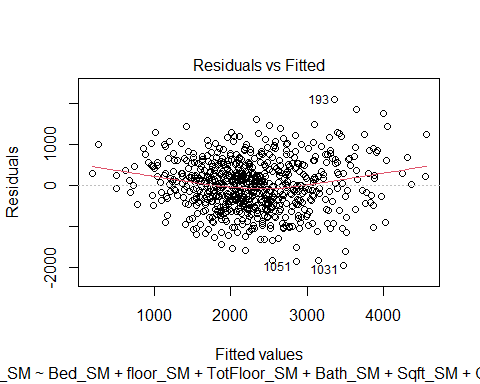 Residuals vs Fitted
Residuals
1000
0
-2000
193
1051
1031
1000
2000
3000
4000
Fitted values
_SM ~ Bed_SM + floor_SM + TotFloor_SM + Bath_SM + Sqft_SM +